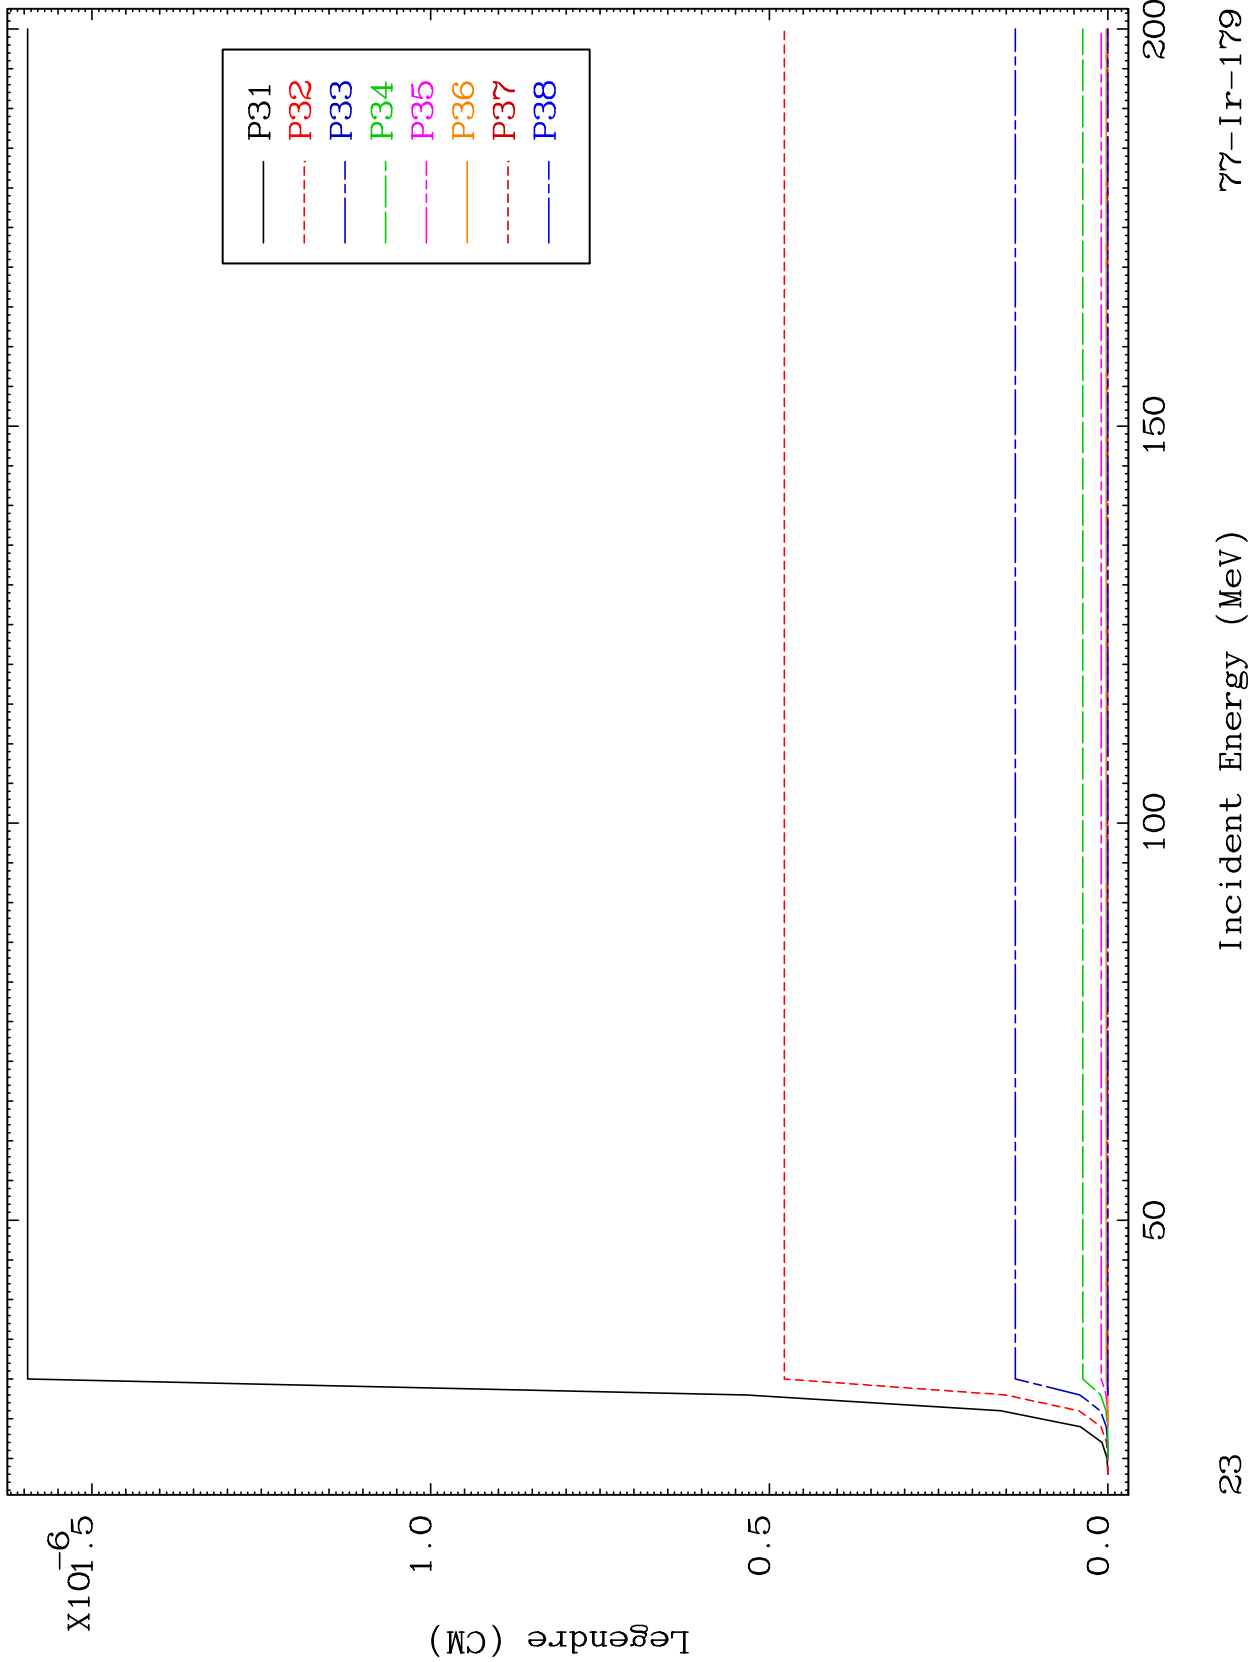 X10-6
1.5
1.0
0.5
0.0
Legendre (CM)
P31
P32
P33
P34
P35
P36
P37
P38
50
100
150
200
23
Incident Energy (MeV)
77-Ir-179